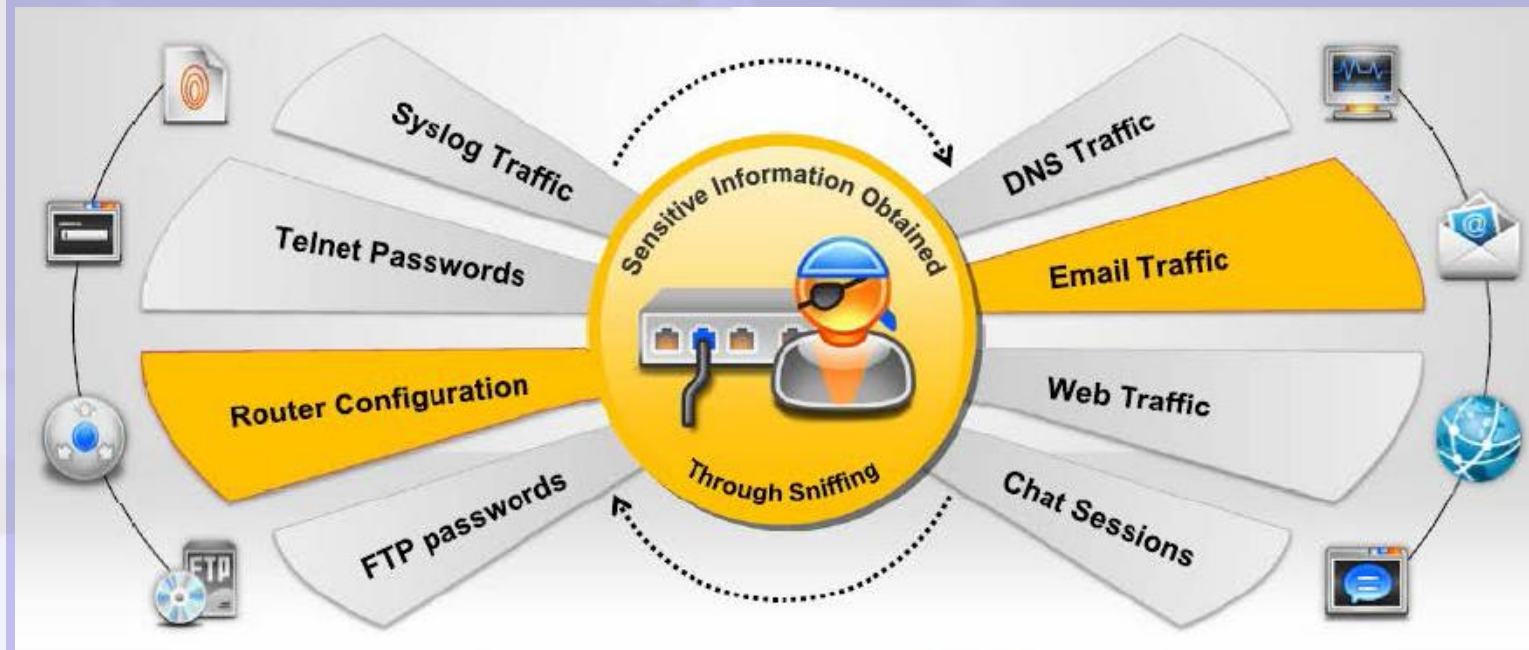 Syslog Traffic
Telnet Passwords
Router Configuration
FTP passwords
Sensitive Information Obtained
Through Sniffing
DNS Traffic
Email Traffic
Web Traffic
Chat Sessions
FTP
@